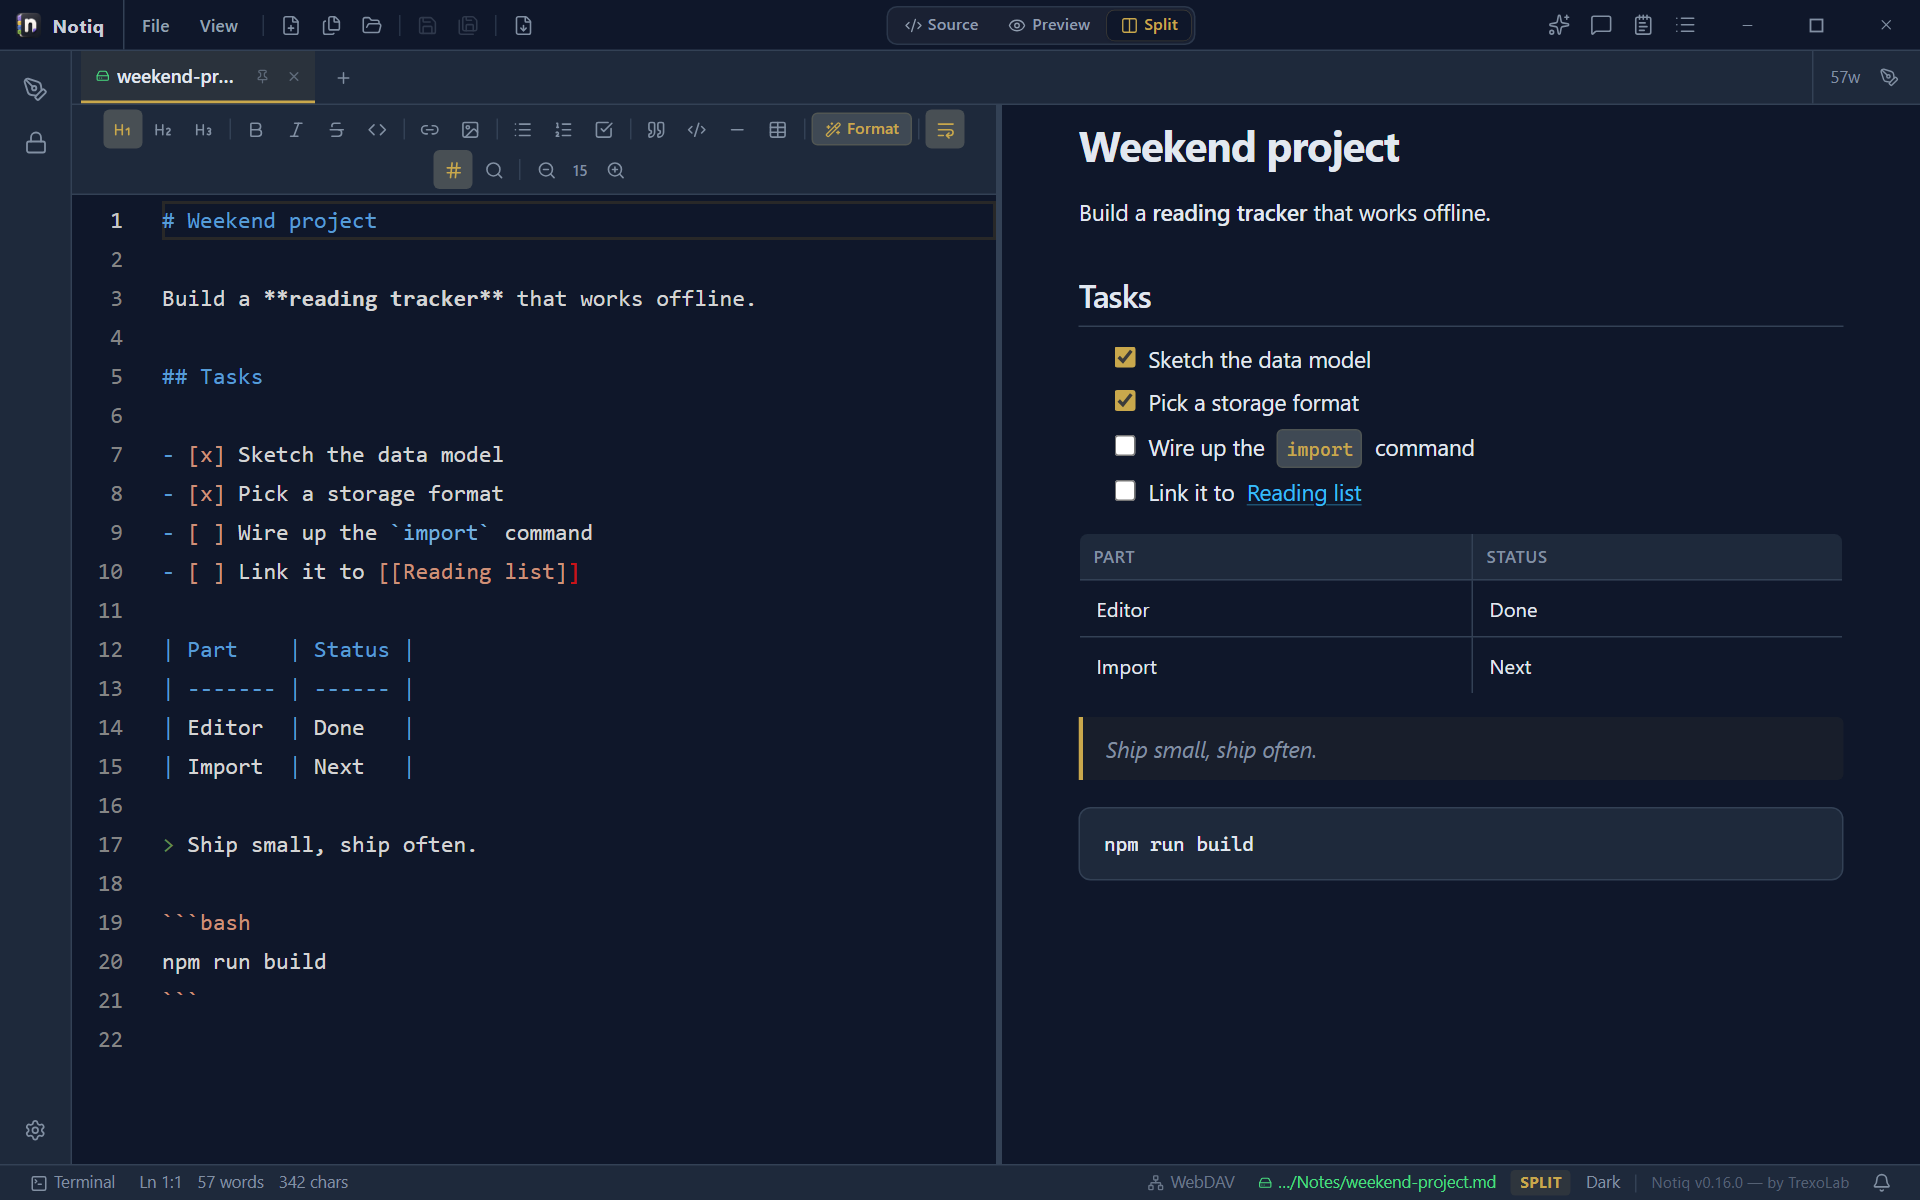 Notiq File View Source Preview Split
weekend-pr... 57w
H1 H2 H3 B I S Format
# 15
1 # Weekend project
2
3 Build a **reading tracker** that works offline.
4
5 ## Tasks
6
7 - [x] Sketch the data model
8 - [x] Pick a storage format
9 - [ ] Wire up the `import` command
10 - [ ] Link it to [[Reading list]]
11
12 | Part    | Status |
13 | ------- | ------ |
14 | Editor  | Done   |
15 | Import  | Next   |
16
17 > Ship small, ship often.
18
19 ```bash
20 npm run build
21 ```
22
Weekend project
Build a reading tracker that works offline.
Tasks
Sketch the data model
Pick a storage format
Wire up the import command
Link it to Reading list
PART STATUS
Editor Done
Import Next
Ship small, ship often.
npm run build
Terminal Ln 1:1 57 words 342 chars WebDAV .../Notes/weekend-project.md SPLIT Dark Notiq v0.16.0 — by TrexoLab